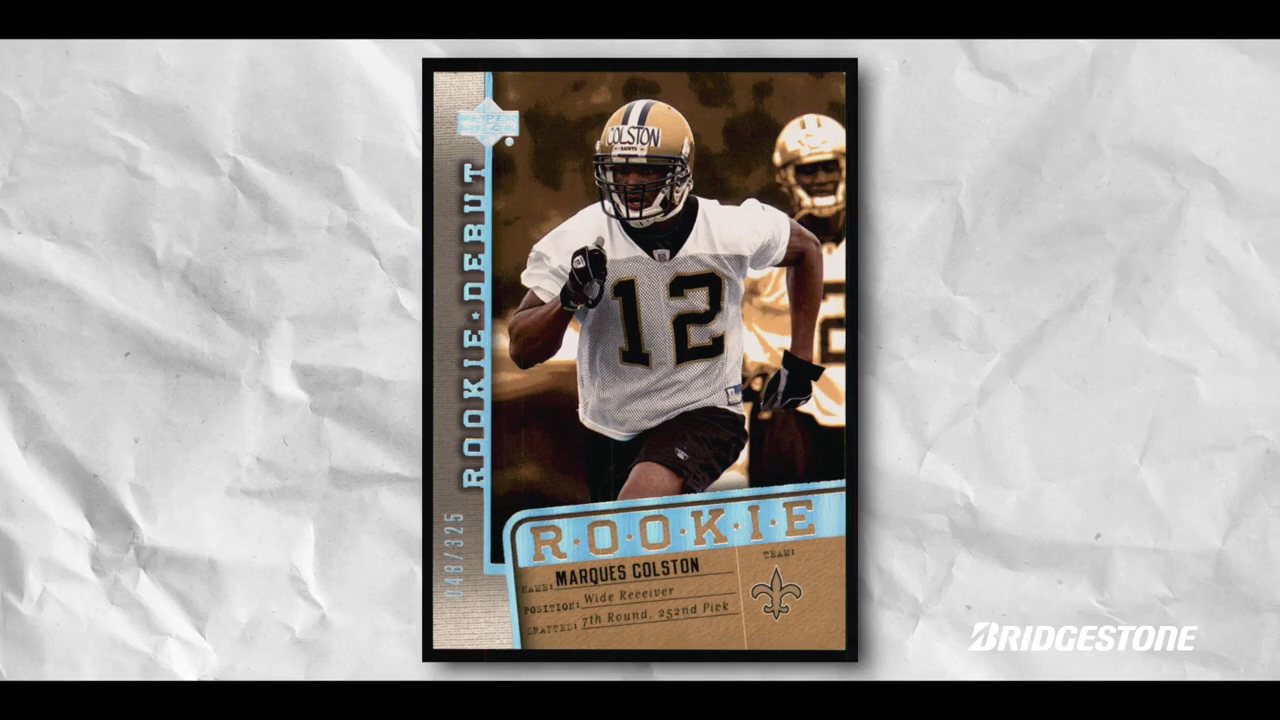 UPPER
DECK
ROOKIE·DEBUT
048/325
COLSTON
SAINTS
12
R·O·O·K·I·E
NAME: MARQUES COLSTON
POSITION: Wide Receiver
DRAFTED: 7th Round, 252nd Pick
TEAM:
BRIDGESTONE